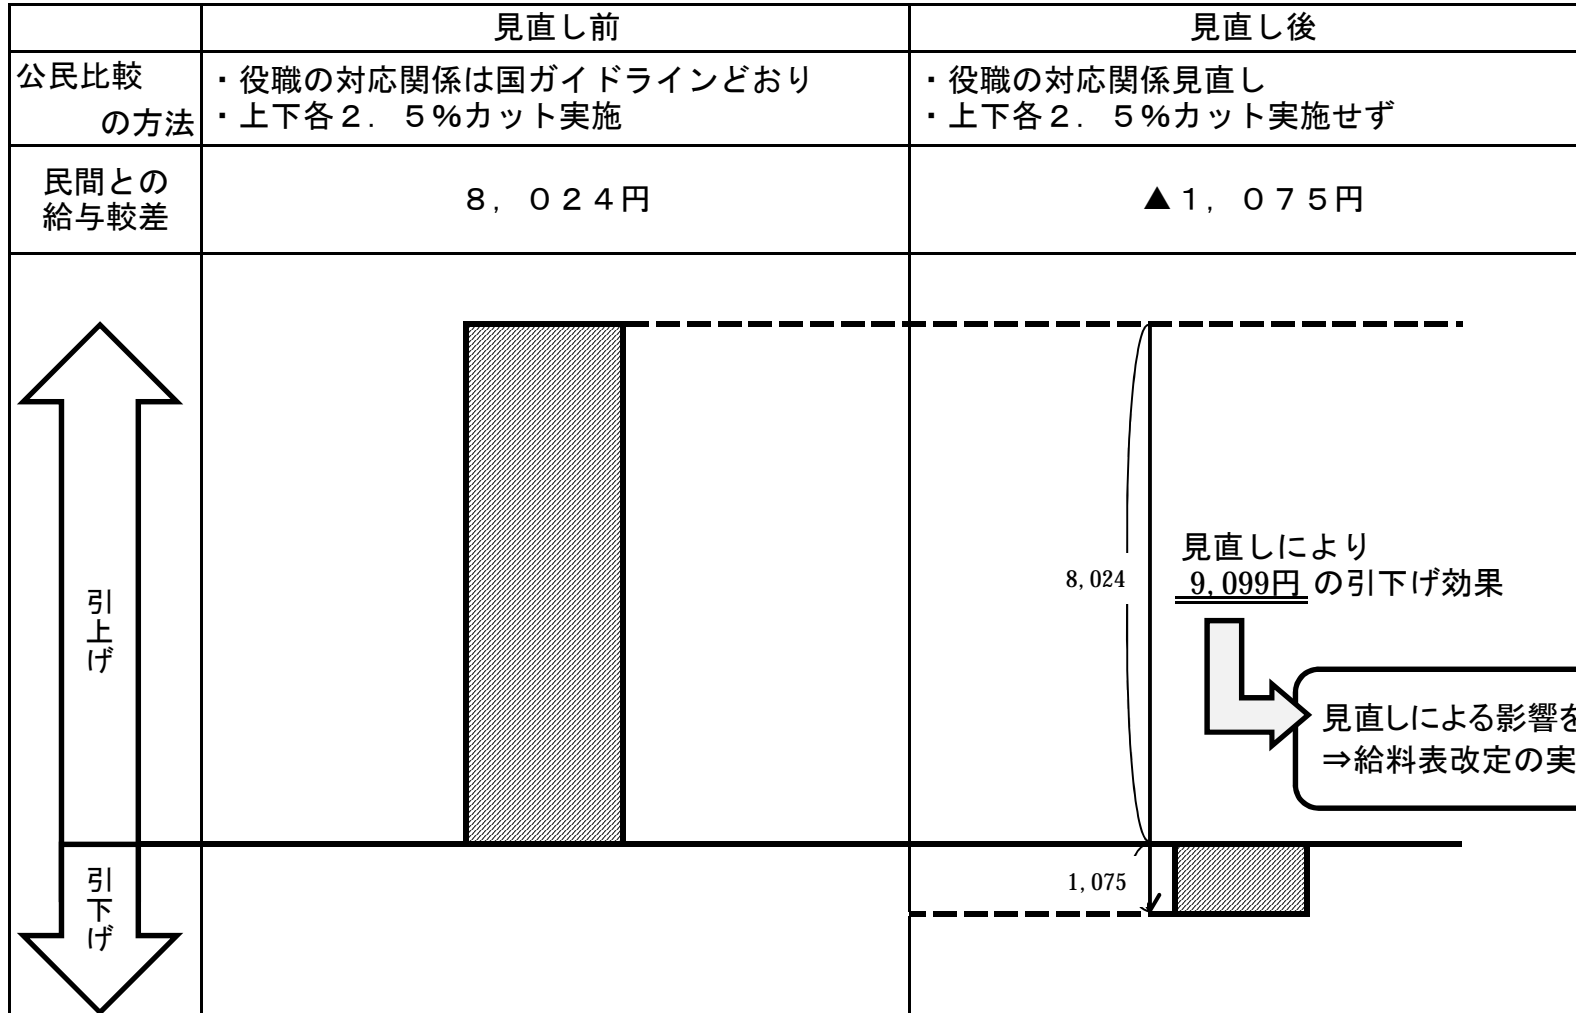 見直し前
見直し後
公民比較
の方法
・役職の対応関係は国ガイドラインどおり
・上下各２．５％カット実施
・役職の対応関係見直し
・上下各２．５％カット実施せず
民間との
給与較差
８，０２４円
▲１，０７５円
引上げ
8,024
見直しにより
9,099円 の引下げ効果
見直しによる影響を
⇒給料表改定の実
引下げ
1,075